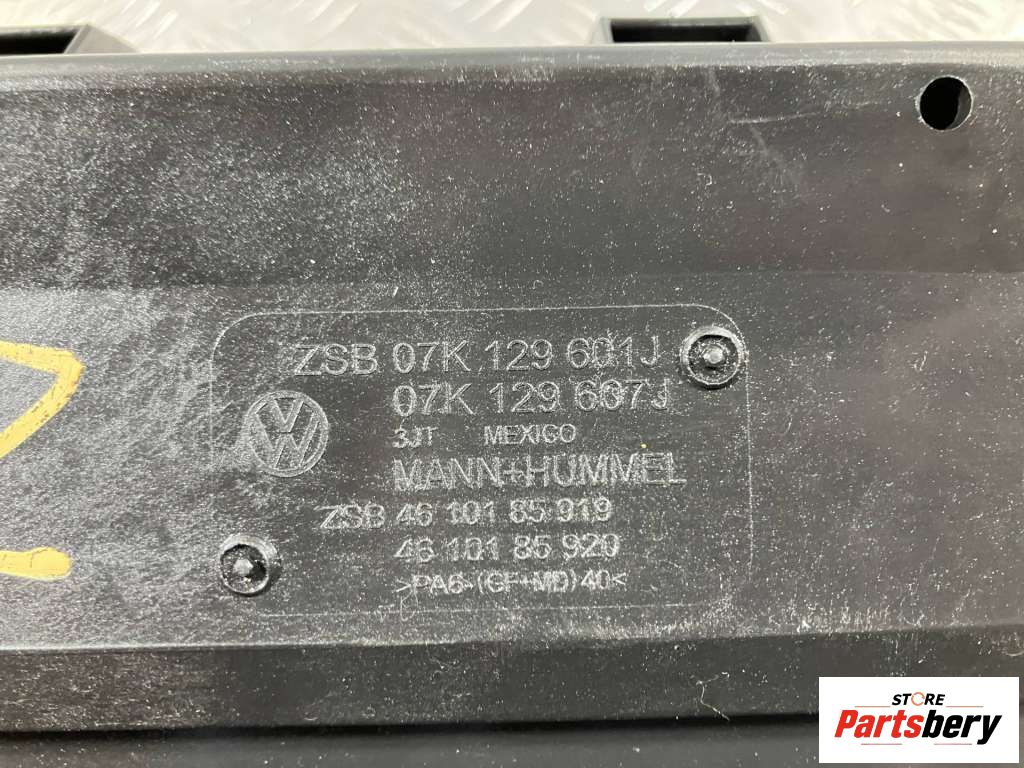 ZSB 07K 129 601J
07K 129 607J
3JT MEXICO
MANN+HUMMEL
ZSB 46 101 85 919
46 101 85 920
>PA6-(GF+MD)40<
STORE
Partsbery